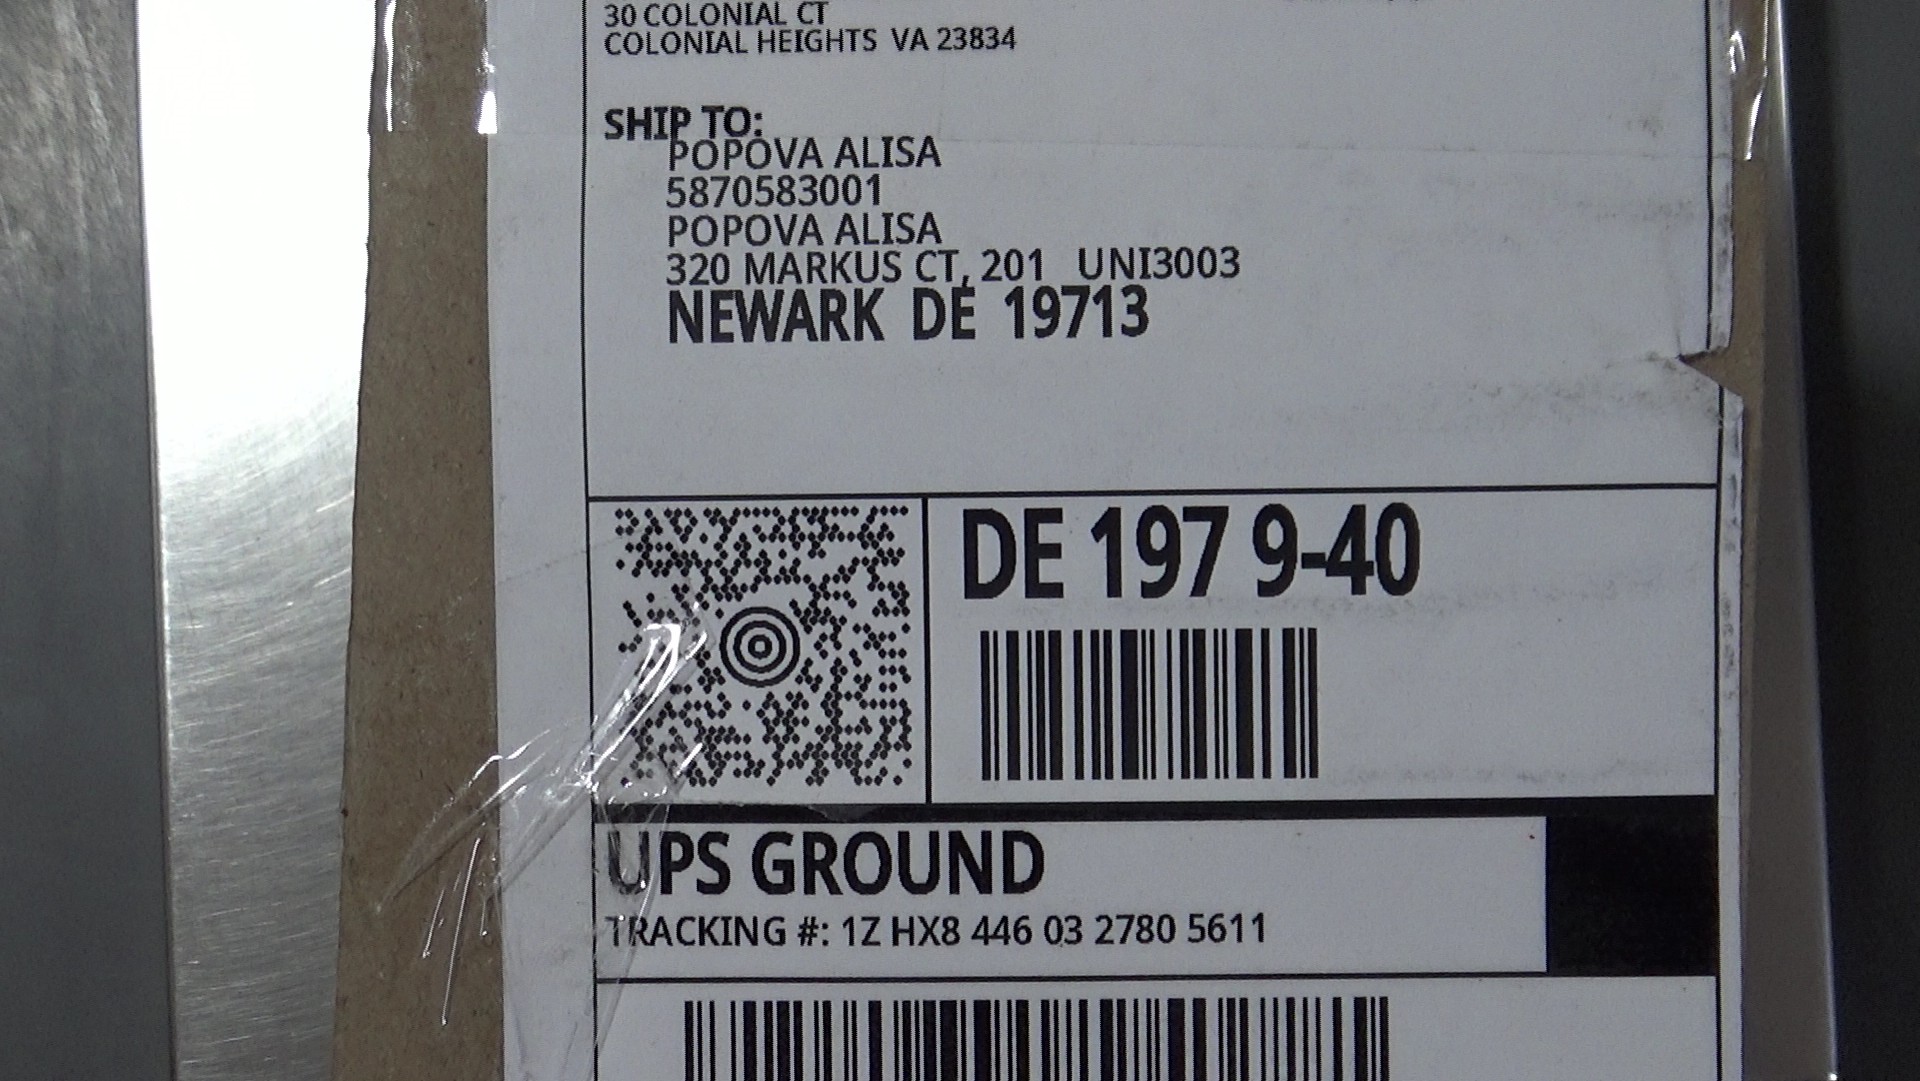 30 COLONIAL CT
COLONIAL HEIGHTS VA 23834
SHIP TO:
POPOVA ALISA
5870583001
POPOVA ALISA
320 MARKUS CT, 201 UNI3003
NEWARK DE 19713
DE 197 9-40
UPS GROUND
TRACKING #: 1Z HX8 446 03 2780 5611